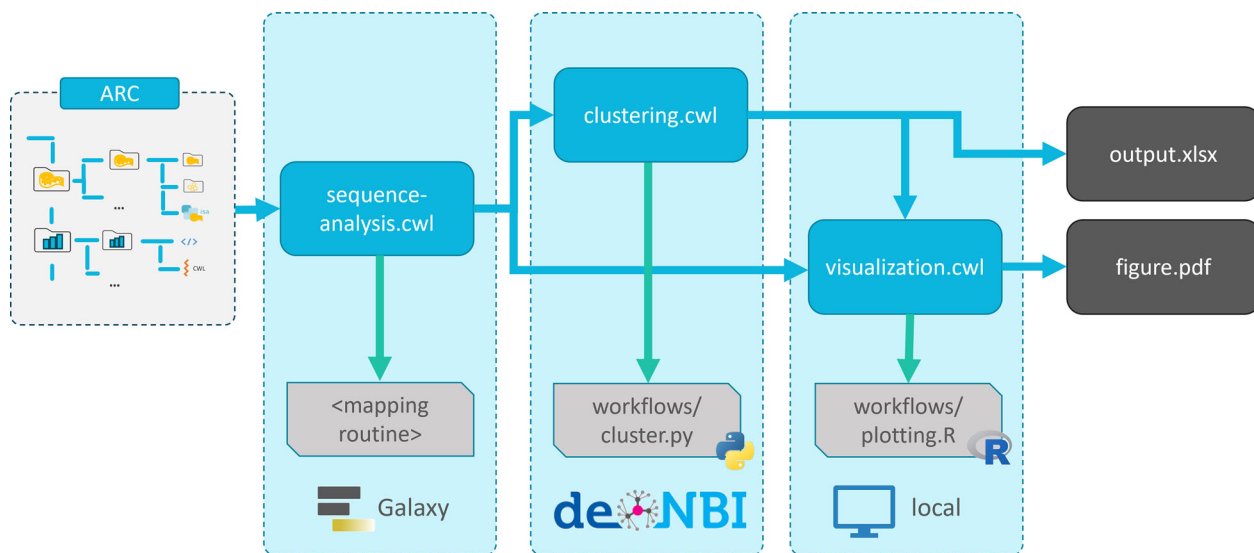 ARC
...
...
</>
CWL
sequence-
analysis.cwl
<mapping
routine>
Galaxy
clustering.cwl
workflows/
cluster.py
de NBI
visualization.cwl
workflows/
plotting.R
R
local
output.xlsx
figure.pdf